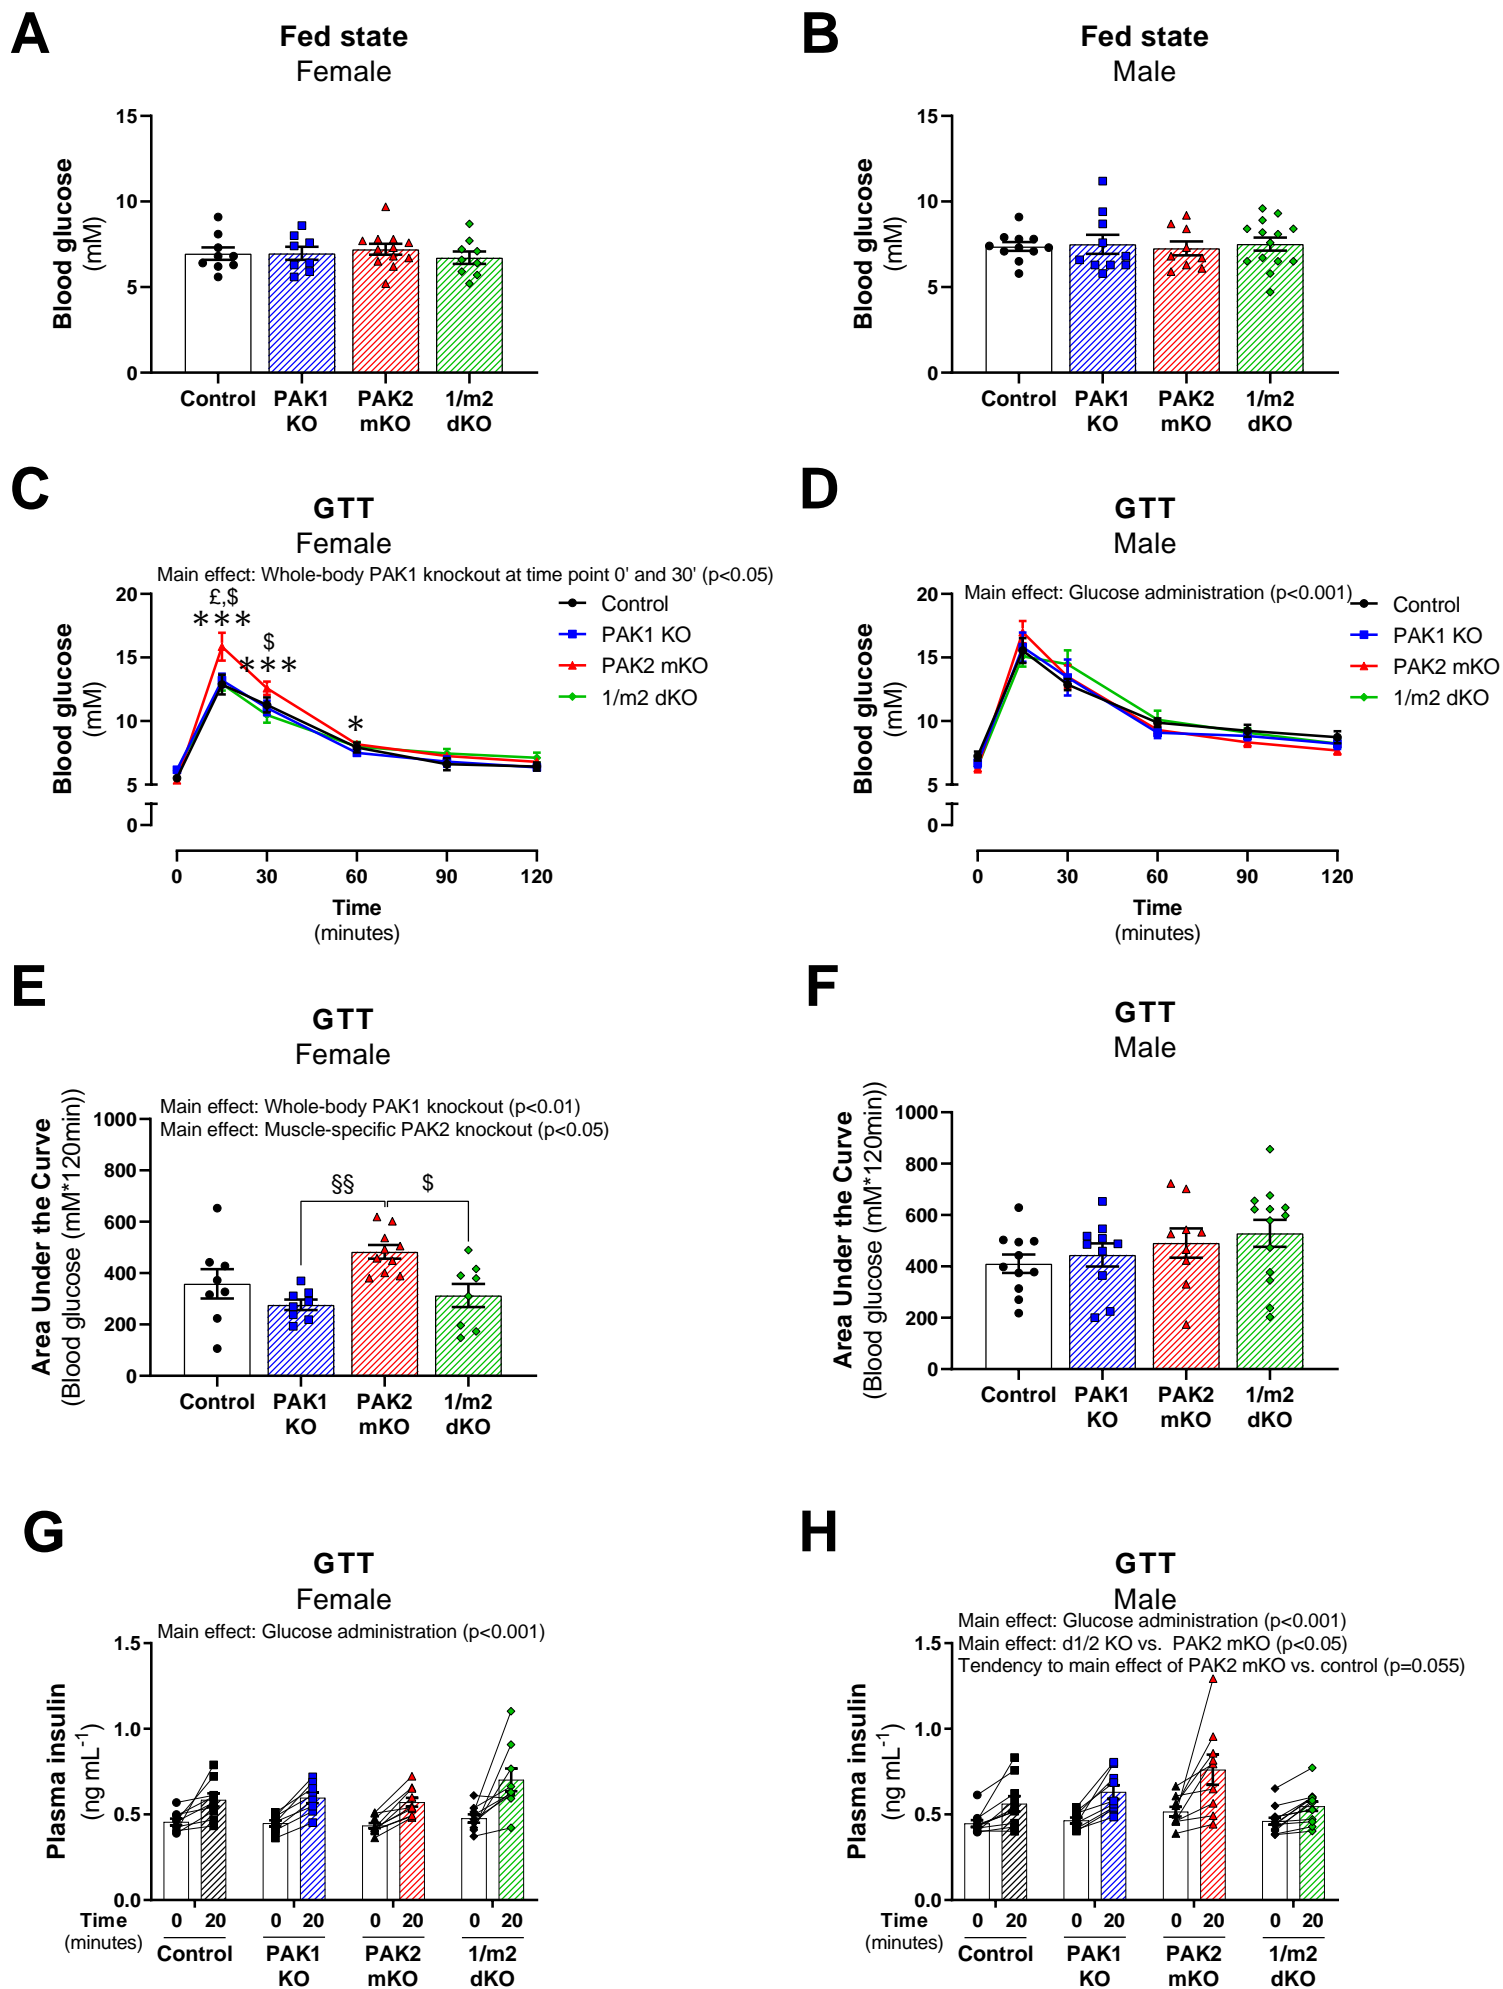 A
Fed state
Female
Blood glucose
(mM)
15
10
5
0
Control
PAK1
KO
PAK2
mKO
1/m2
dKO
B
Fed state
Male
Blood glucose
(mM)
15
10
5
0
Control
PAK1
KO
PAK2
mKO
1/m2
dKO
C
GTT
Female
Main effect: Whole-body PAK1 knockout at time point 0' and 30' (p<0.05)
Blood glucose
(mM)
20
15
10
5
0
£,$
***
$
***
*
Control
PAK1 KO
PAK2 mKO
1/m2 dKO
0 30 60 90 120
Time
(minutes)
D
GTT
Male
Main effect: Glucose administration (p<0.001)
Blood glucose
(mM)
20
15
10
5
0
Control
PAK1 KO
PAK2 mKO
1/m2 dKO
0 30 60 90 120
Time
(minutes)
E
GTT
Female
Main effect: Whole-body PAK1 knockout (p<0.01)
Main effect: Muscle-specific PAK2 knockout (p<0.05)
Area Under the Curve
(Blood glucose (mM*120min))
1000
800
600
400
200
0
§§
$
Control
PAK1
KO
PAK2
mKO
1/m2
dKO
F
GTT
Male
Area Under the Curve
(Blood glucose (mM*120min))
1000
800
600
400
200
0
Control
PAK1
KO
PAK2
mKO
1/m2
dKO
G
GTT
Female
Main effect: Glucose administration (p<0.001)
Plasma insulin
(ng mL-1)
1.5
1.0
0.5
0.0
Time
(minutes)
0 20 0 20 0 20 0 20
Control
PAK1
KO
PAK2
mKO
1/m2
dKO
H
GTT
Male
Main effect: Glucose administration (p<0.001)
Main effect: d1/2 KO vs. PAK2 mKO (p<0.05)
Tendency to main effect of PAK2 mKO vs. control (p=0.055)
Plasma insulin
(ng mL-1)
1.5
1.0
0.5
0.0
Time
(minutes)
0 20 0 20 0 20 0 20
Control
PAK1
KO
PAK2
mKO
1/m2
dKO